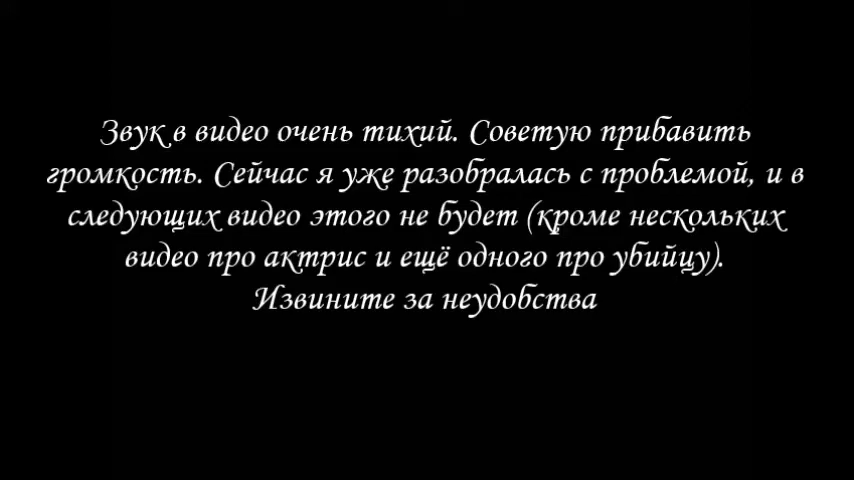 Звук в видео очень тихий. Советую прибавить
громкость. Сейчас я уже разобралась с проблемой, и в
следующих видео этого не будет (кроме нескольких
видео про актрис и ещё одного про убийцу).
Извините за неудобства